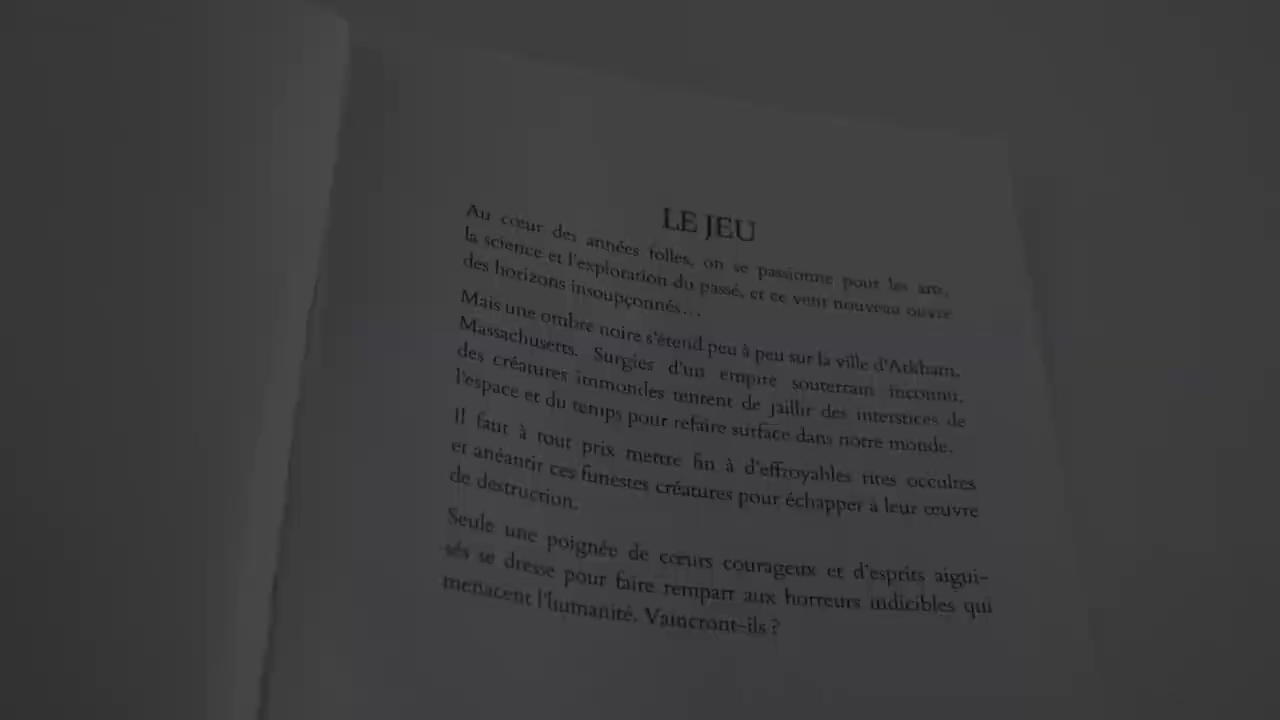 LE JEU
Au cœur des années folles, on se passionne pour les arts,
la science et l'exploration du passé, et ce vent nouveau ouvre
des horizons insoupçonnés…
Mais une ombre noire s'étend peu à peu sur la ville d'Arkham,
Massachusetts. Surgies d'un empire souterrain inconnu,
des créatures immondes tentent de jaillir des interstices de
l'espace et du temps pour refaire surface dans notre monde.
Il faut à tout prix mettre fin à d'effroyables rites occultes
et anéantir ces funestes créatures pour échapper à leur œuvre
de destruction.
Seule une poignée de cœurs courageux et d'esprits aigui-
sés se dresse pour faire rempart aux horreurs indicibles qui
menacent l'humanité. Vaincront-ils ?